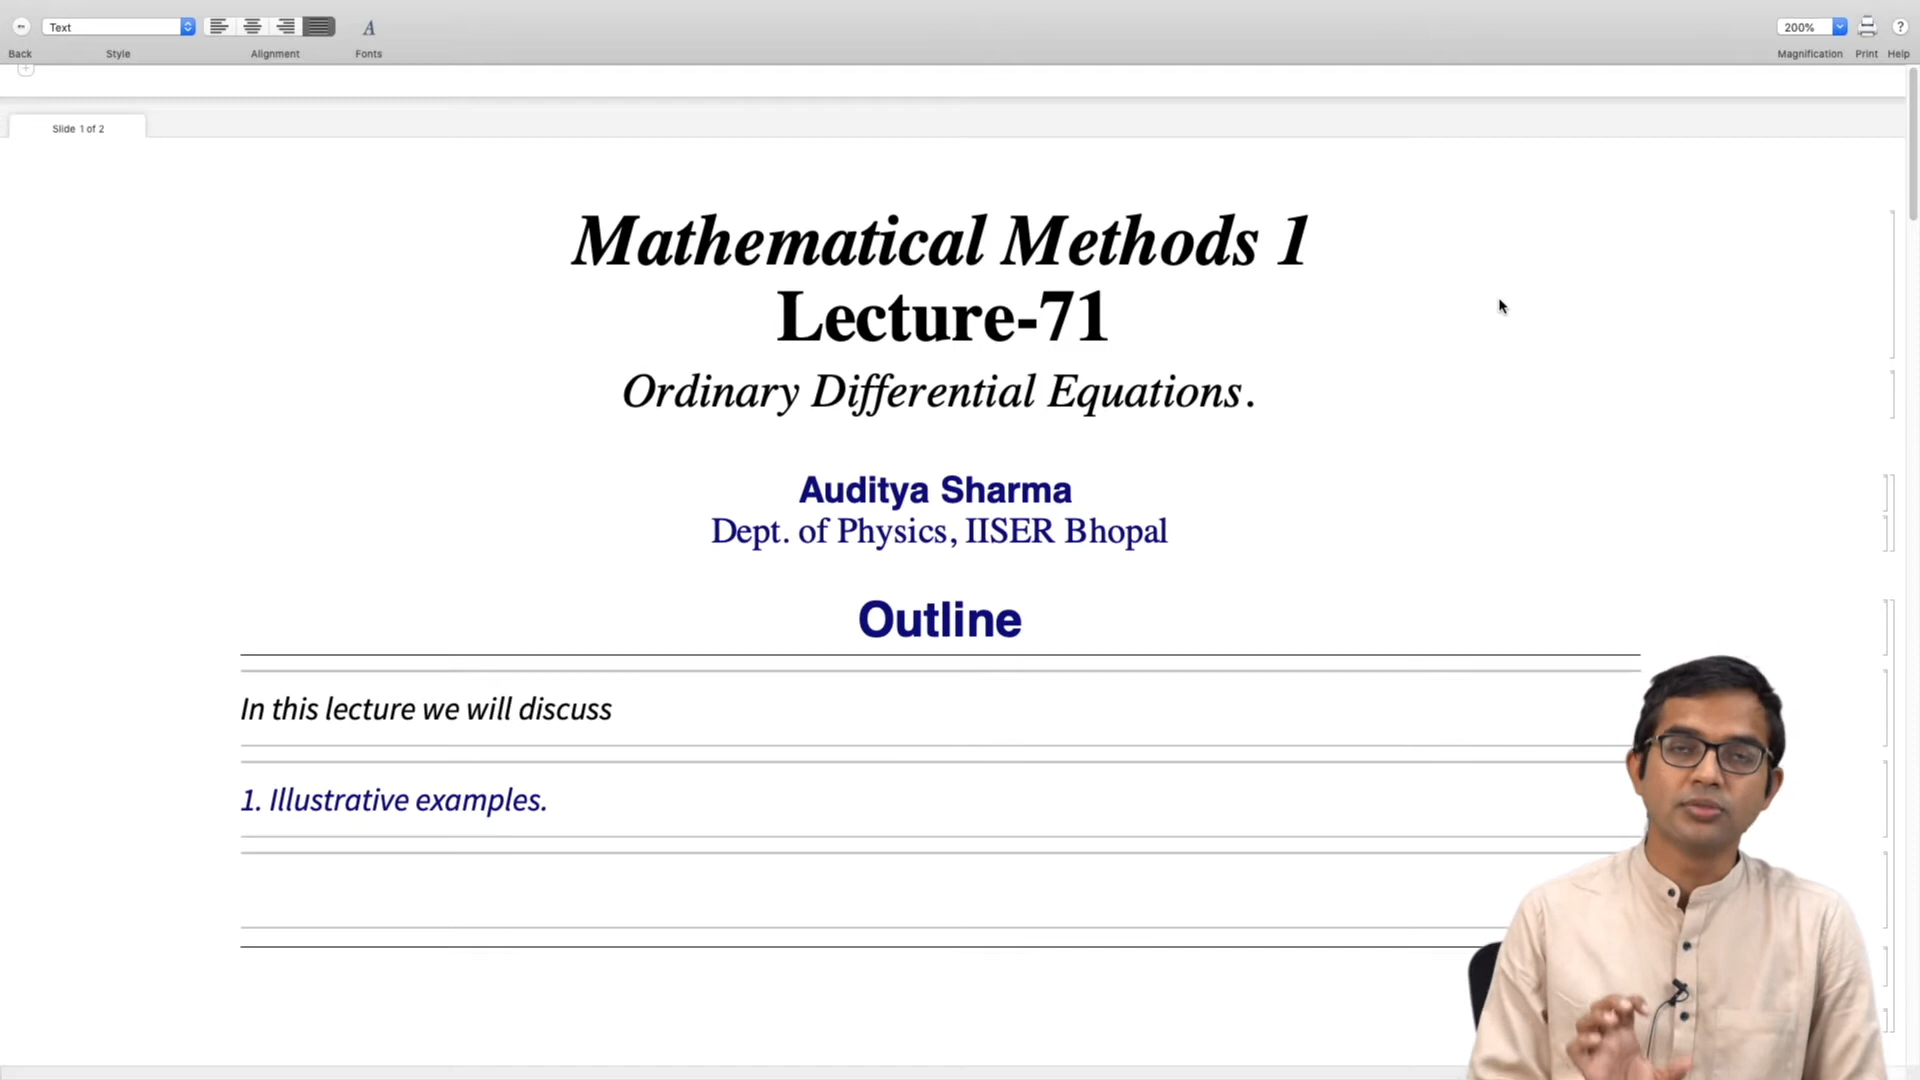 Text
200%
Back
Style
Alignment
Fonts
Magnification
Print
Help
Slide 1 of 2
Mathematical Methods 1
Lecture-71
Ordinary Differential Equations.
Auditya Sharma
Dept. of Physics, IISER Bhopal
Outline
In this lecture we will discuss
1. Illustrative examples.